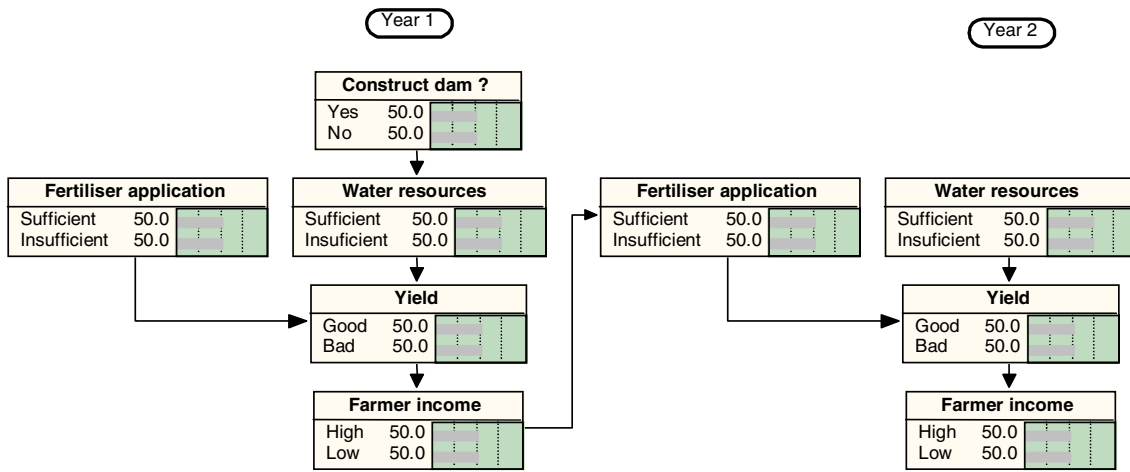 Year 1
Year 2
Construct dam ?
Yes 50.0
No 50.0
Fertiliser application
Sufficient 50.0
Insufficient 50.0
Water resources
Sufficient 50.0
Insuficient 50.0
Fertiliser application
Sufficient 50.0
Insufficient 50.0
Water resources
Sufficient 50.0
Insufficient 50.0
Yield
Good 50.0
Bad 50.0
Yield
Good 50.0
Bad 50.0
Farmer income
High 50.0
Low 50.0
Farmer income
High 50.0
Low 50.0